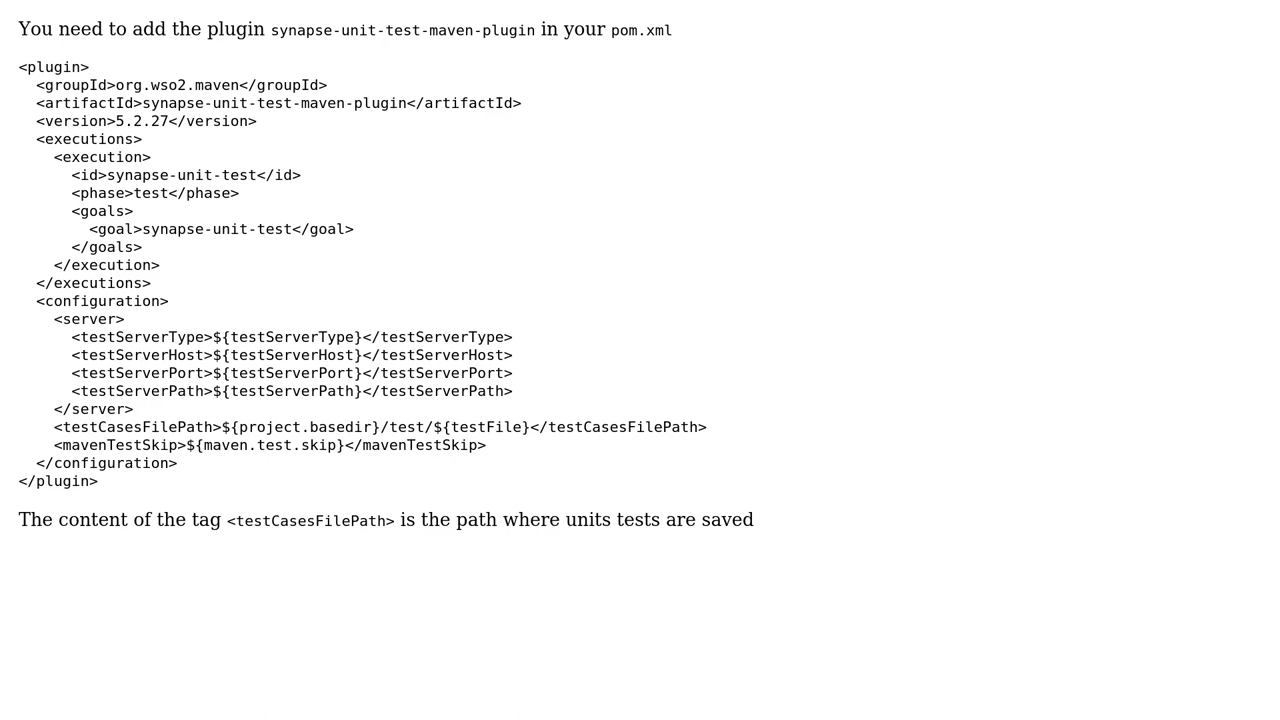 You need to add the plugin synapse-unit-test-maven-plugin in your pom.xml
<plugin>
  <groupId>org.wso2.maven</groupId>
  <artifactId>synapse-unit-test-maven-plugin</artifactId>
  <version>5.2.27</version>
  <executions>
    <execution>
      <id>synapse-unit-test</id>
      <phase>test</phase>
      <goals>
        <goal>synapse-unit-test</goal>
      </goals>
    </execution>
  </executions>
  <configuration>
    <server>
      <testServerType>${testServerType}</testServerType>
      <testServerHost>${testServerHost}</testServerHost>
      <testServerPort>${testServerPort}</testServerPort>
      <testServerPath>${testServerPath}</testServerPath>
    </server>
    <testCasesFilePath>${project.basedir}/test/${testFile}</testCasesFilePath>
    <mavenTestSkip>${maven.test.skip}</mavenTestSkip>
  </configuration>
</plugin>
The content of the tag <testCasesFilePath> is the path where units tests are saved